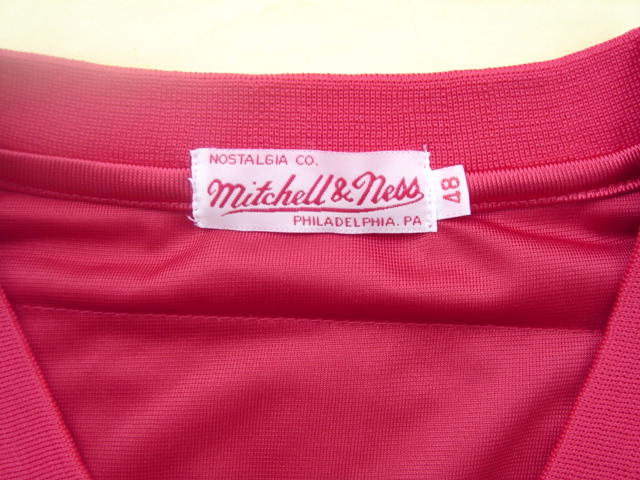 NOSTALGIA CO.
Mitchell & Ness
PHILADELPHIA, PA
48